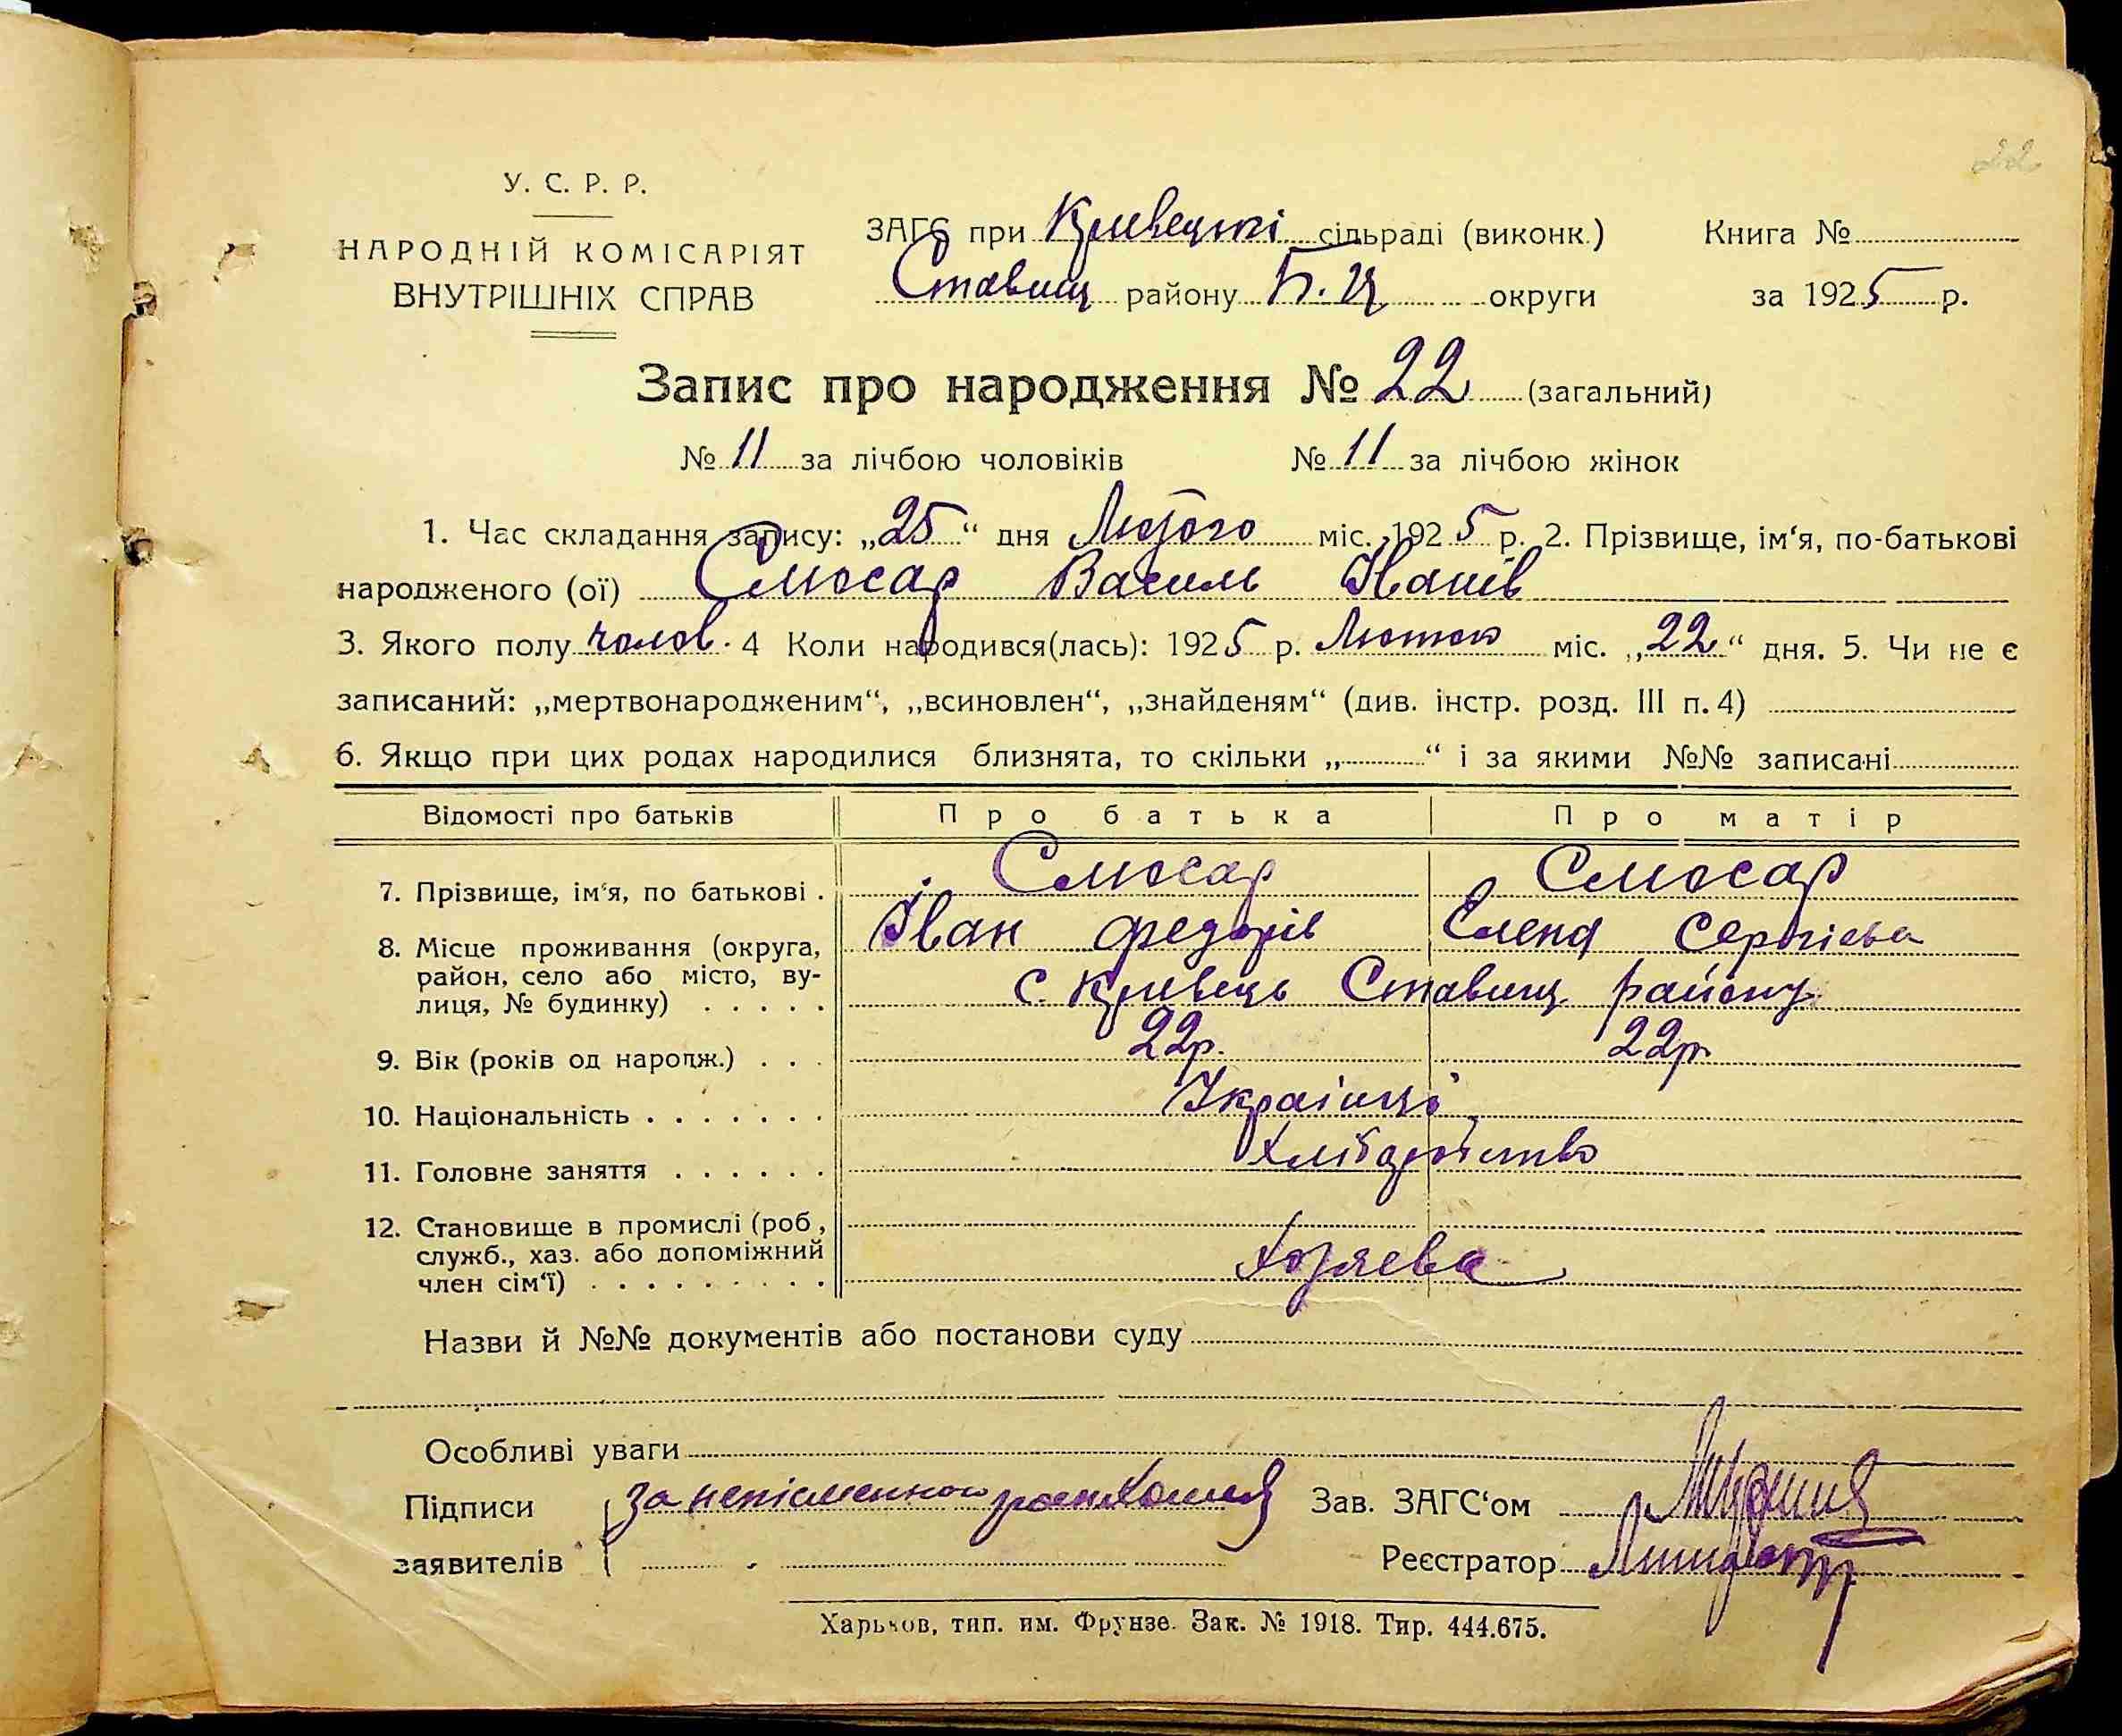 22
У. С. Р. Р.
НАРОДНІЙ КОМІСАРІЯТ
ВНУТРІШНІХ СПРАВ
ЗАГС при Кривецькі сільраді (виконк.)
Ставищ району Б. Ц. округи
Книга №
за 1925 р.
Запис про народження № 22 (загальний)
№ 11 за лічбою чоловіків № 11 за лічбою жінок
1. Час складання запису: „25“ дня Лютого міс. 1925 р. 2. Прізвище, ім‘я, по-батькові
народженого (ої) Слюсар Василь Іванів
3. Якого полу чолов. 4 Коли народився(лась): 1925 р. Лютого міс. „22“ дня. 5. Чи не є
записаний: „мертвонародженим“, „всиновлен“, „знайденям“ (див. інстр. розд. III п. 4)
6. Якщо при цих родах народилися близнята, то скільки „ “ і за якими №№ записані
Відомості про батьків Про батька Про матір
7. Прізвище, ім‘я, по батькові . Слюсар Слюсар
Іван Федорів Єлена Сергієва
8. Місце проживання (округа,
район, село або місто, ву-
лиця, № будинку) . . . . . с. Кривець Ставищ. району
9. Вік (років од народж.) . . . 22р. 22р.
10. Національність . . . . . . . Українці
11. Головне заняття . . . . . . Хліборобство
12. Становище в промислі (роб,
служб., хаз. або допоміжний
член сім‘ї) . . . . . . . . . Хозяева
Назви й №№ документів або постанови суду
Особливі уваги
Підписи За непісьменного
заявителів
Зав. ЗАГС‘ом
Реєстратор
Харьков, тип. им. Фрунзе. Зак. № 1918. Тир. 444.675.